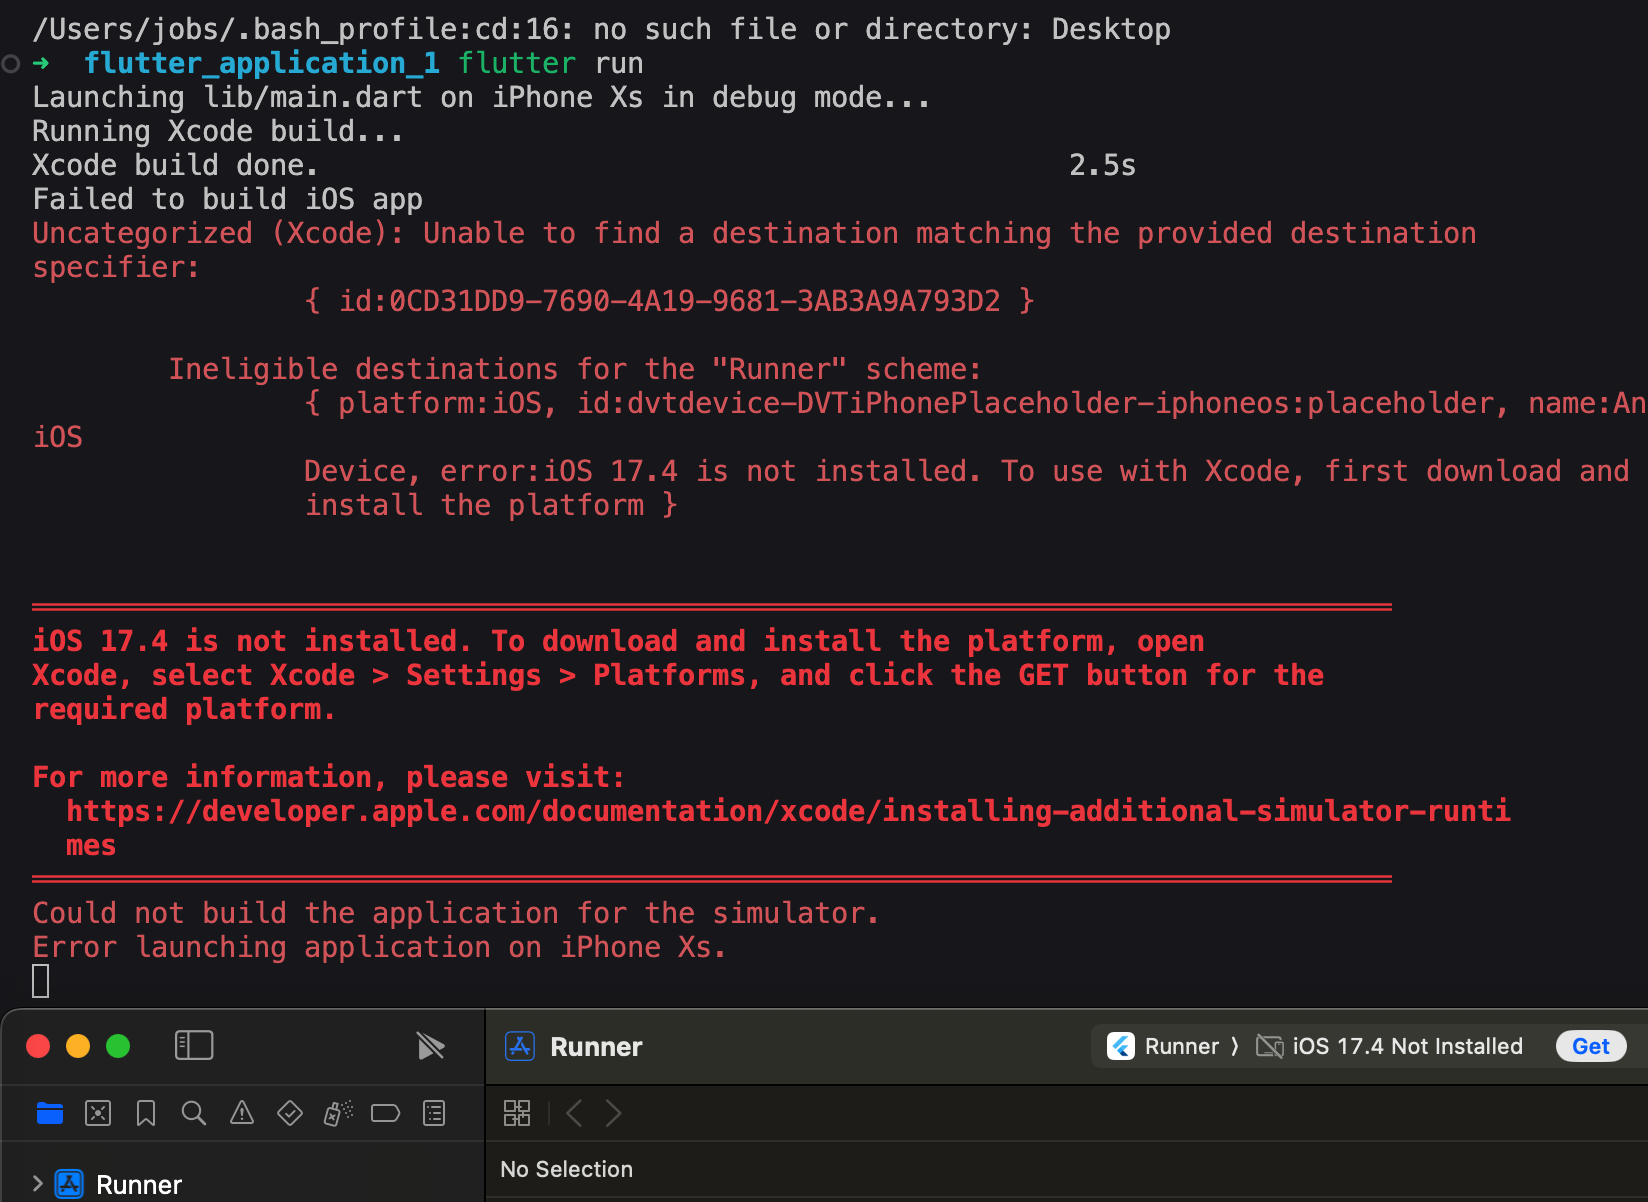 /Users/jobs/.bash_profile:cd:16: no such file or directory: Desktop
➜ flutter_application_1 flutter run
Launching lib/main.dart on iPhone Xs in debug mode...
Running Xcode build...
Xcode build done. 2.5s
Failed to build iOS app
Uncategorized (Xcode): Unable to find a destination matching the provided destination
specifier:
{ id:0CD31DD9-7690-4A19-9681-3AB3A9A793D2 }
Ineligible destinations for the "Runner" scheme:
{ platform:iOS, id:dvtdevice-DVTiPhonePlaceholder-iphoneos:placeholder, name:An
iOS
Device, error:iOS 17.4 is not installed. To use with Xcode, first download and
install the platform }
iOS 17.4 is not installed. To download and install the platform, open
Xcode, select Xcode > Settings > Platforms, and click the GET button for the
required platform.
For more information, please visit:
https://developer.apple.com/documentation/xcode/installing-additional-simulator-runti
mes
Could not build the application for the simulator.
Error launching application on iPhone Xs.
Runner
Runner ⟩ iOS 17.4 Not Installed Get
No Selection
Runner